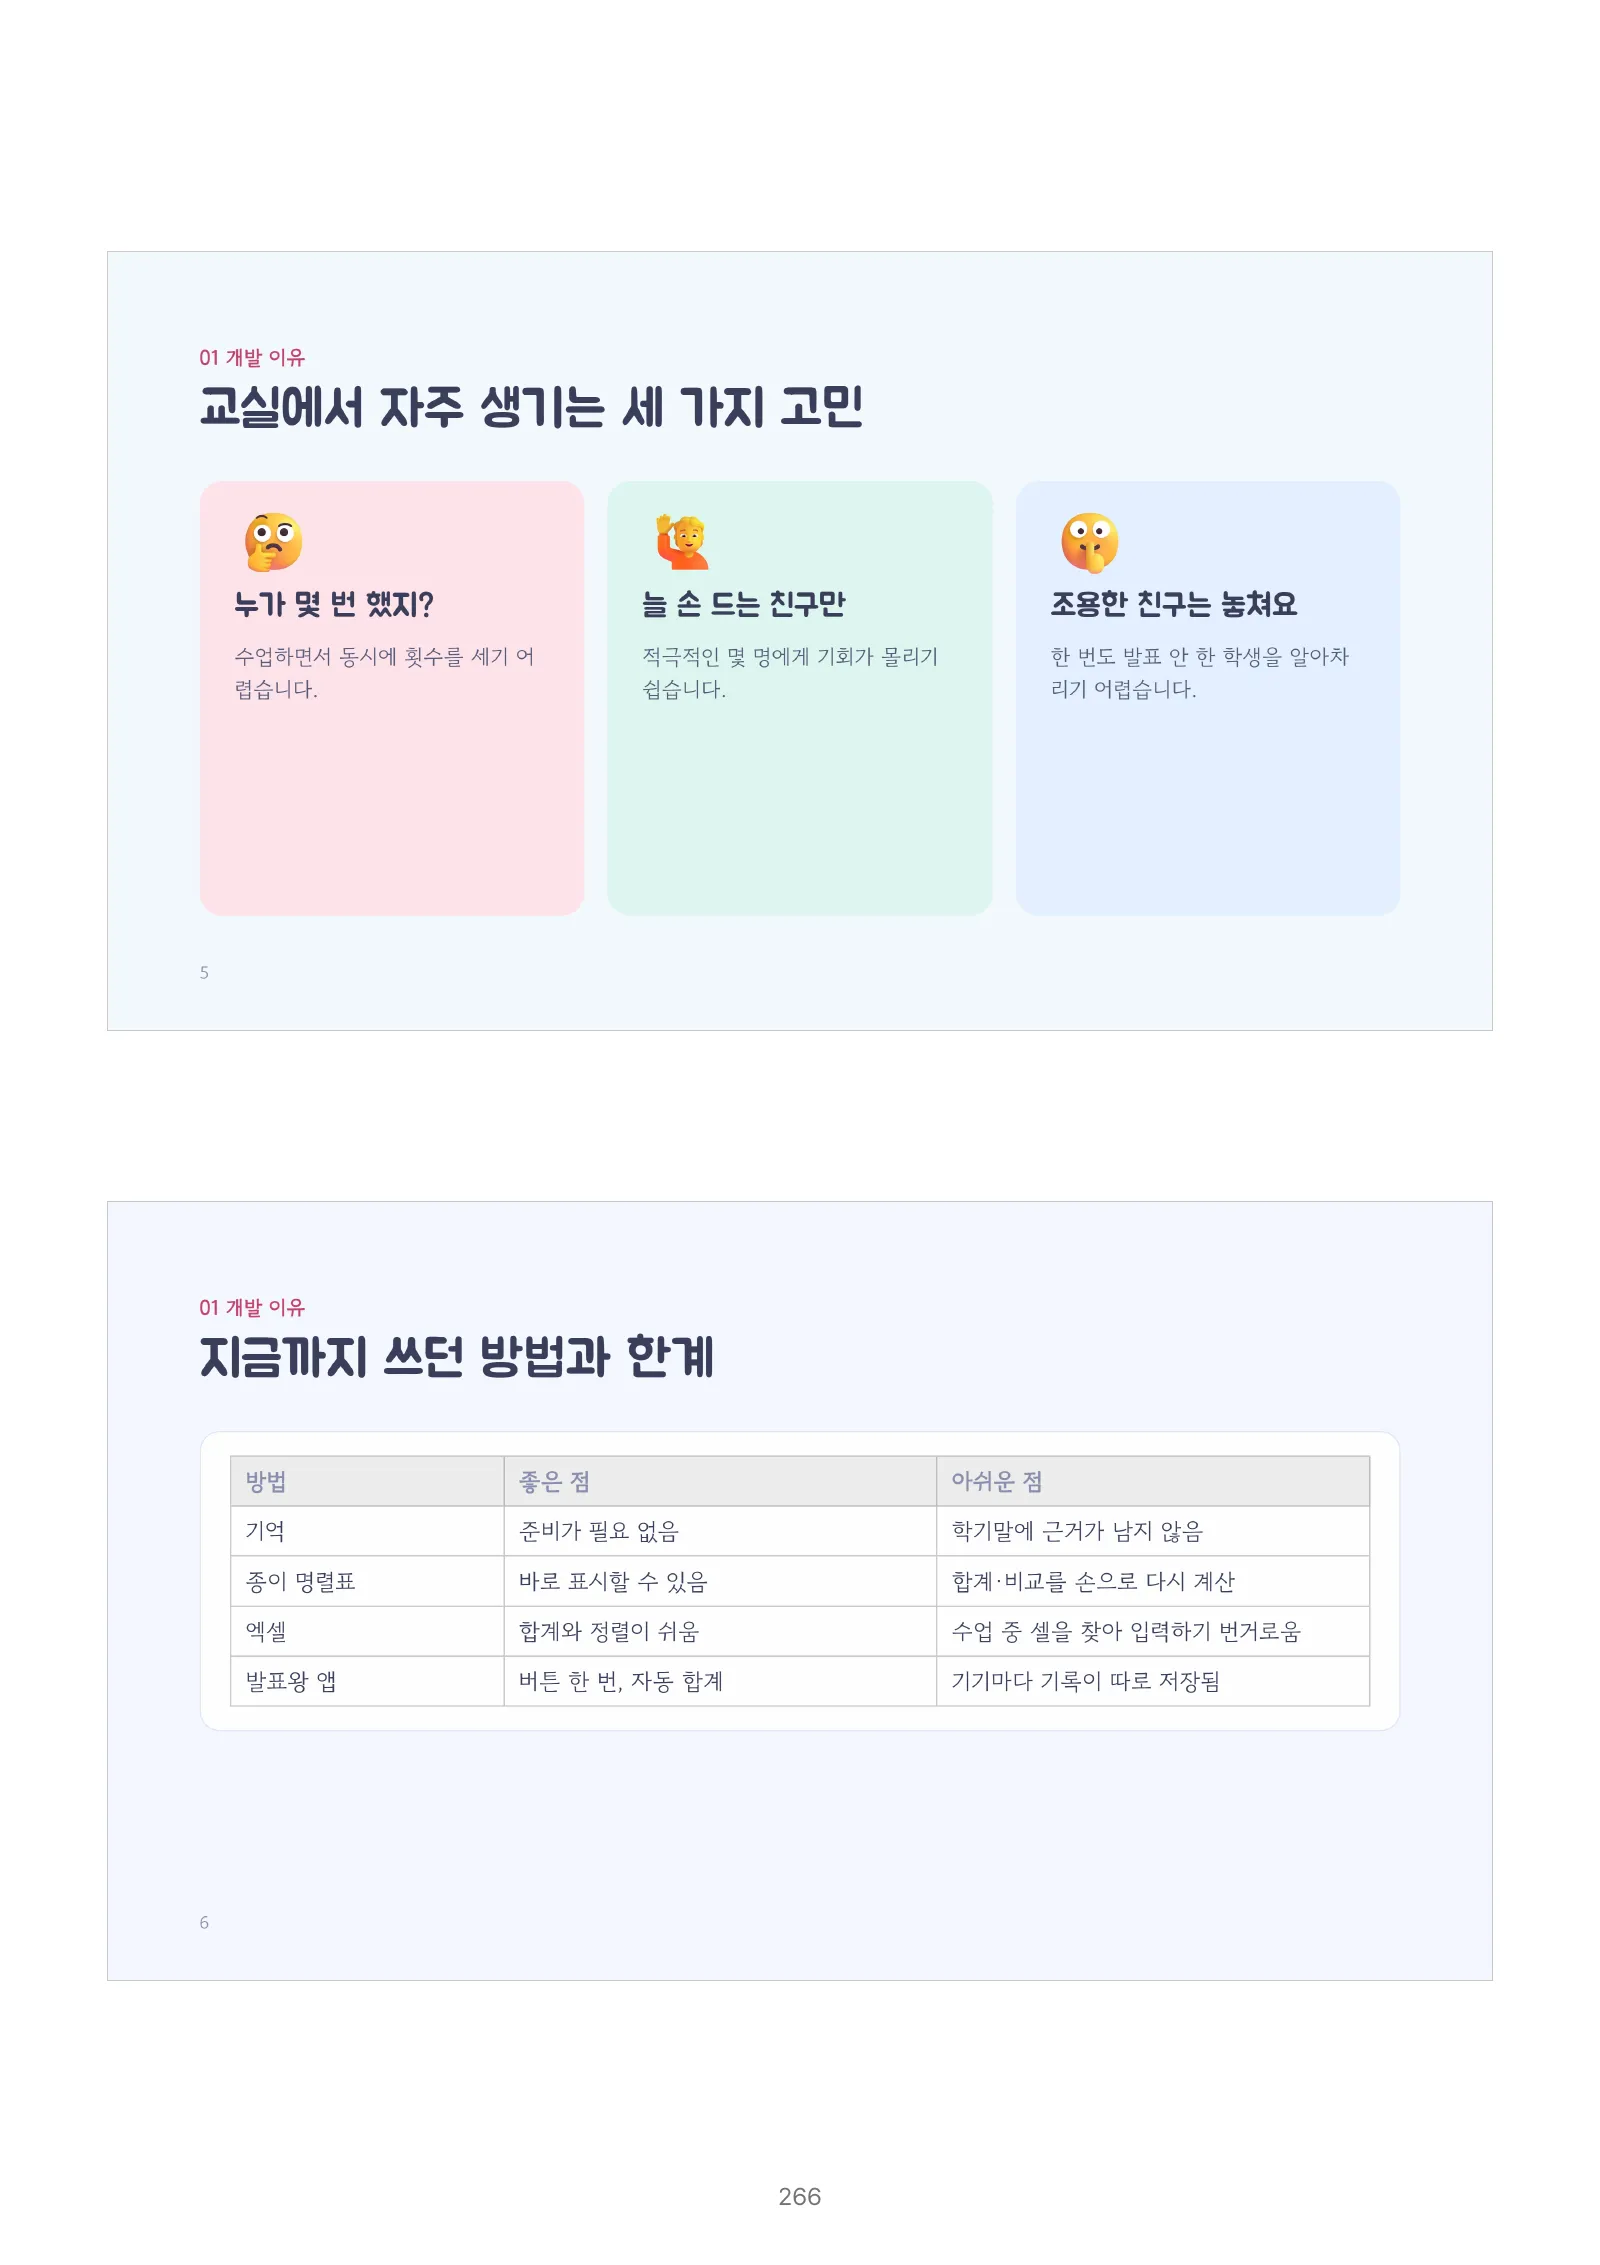 01 개발 이유
교실에서 자주 생기는 세 가지 고민
누가 몇 번 했지?
수업하면서 동시에 횟수를 세기 어
렵습니다.
늘 손 드는 친구만
적극적인 몇 명에게 기회가 몰리기
쉽습니다.
조용한 친구는 놓쳐요
한 번도 발표 안 한 학생을 알아차
리기 어렵습니다.
5
01 개발 이유
지금까지 쓰던 방법과 한계
방법 좋은 점 아쉬운 점
기억 준비가 필요 없음 학기말에 근거가 남지 않음
종이 명렬표 바로 표시할 수 있음 합계·비교를 손으로 다시 계산
엑셀 합계와 정렬이 쉬움 수업 중 셀을 찾아 입력하기 번거로움
발표왕 앱 버튼 한 번, 자동 합계 기기마다 기록이 따로 저장됨
6
266